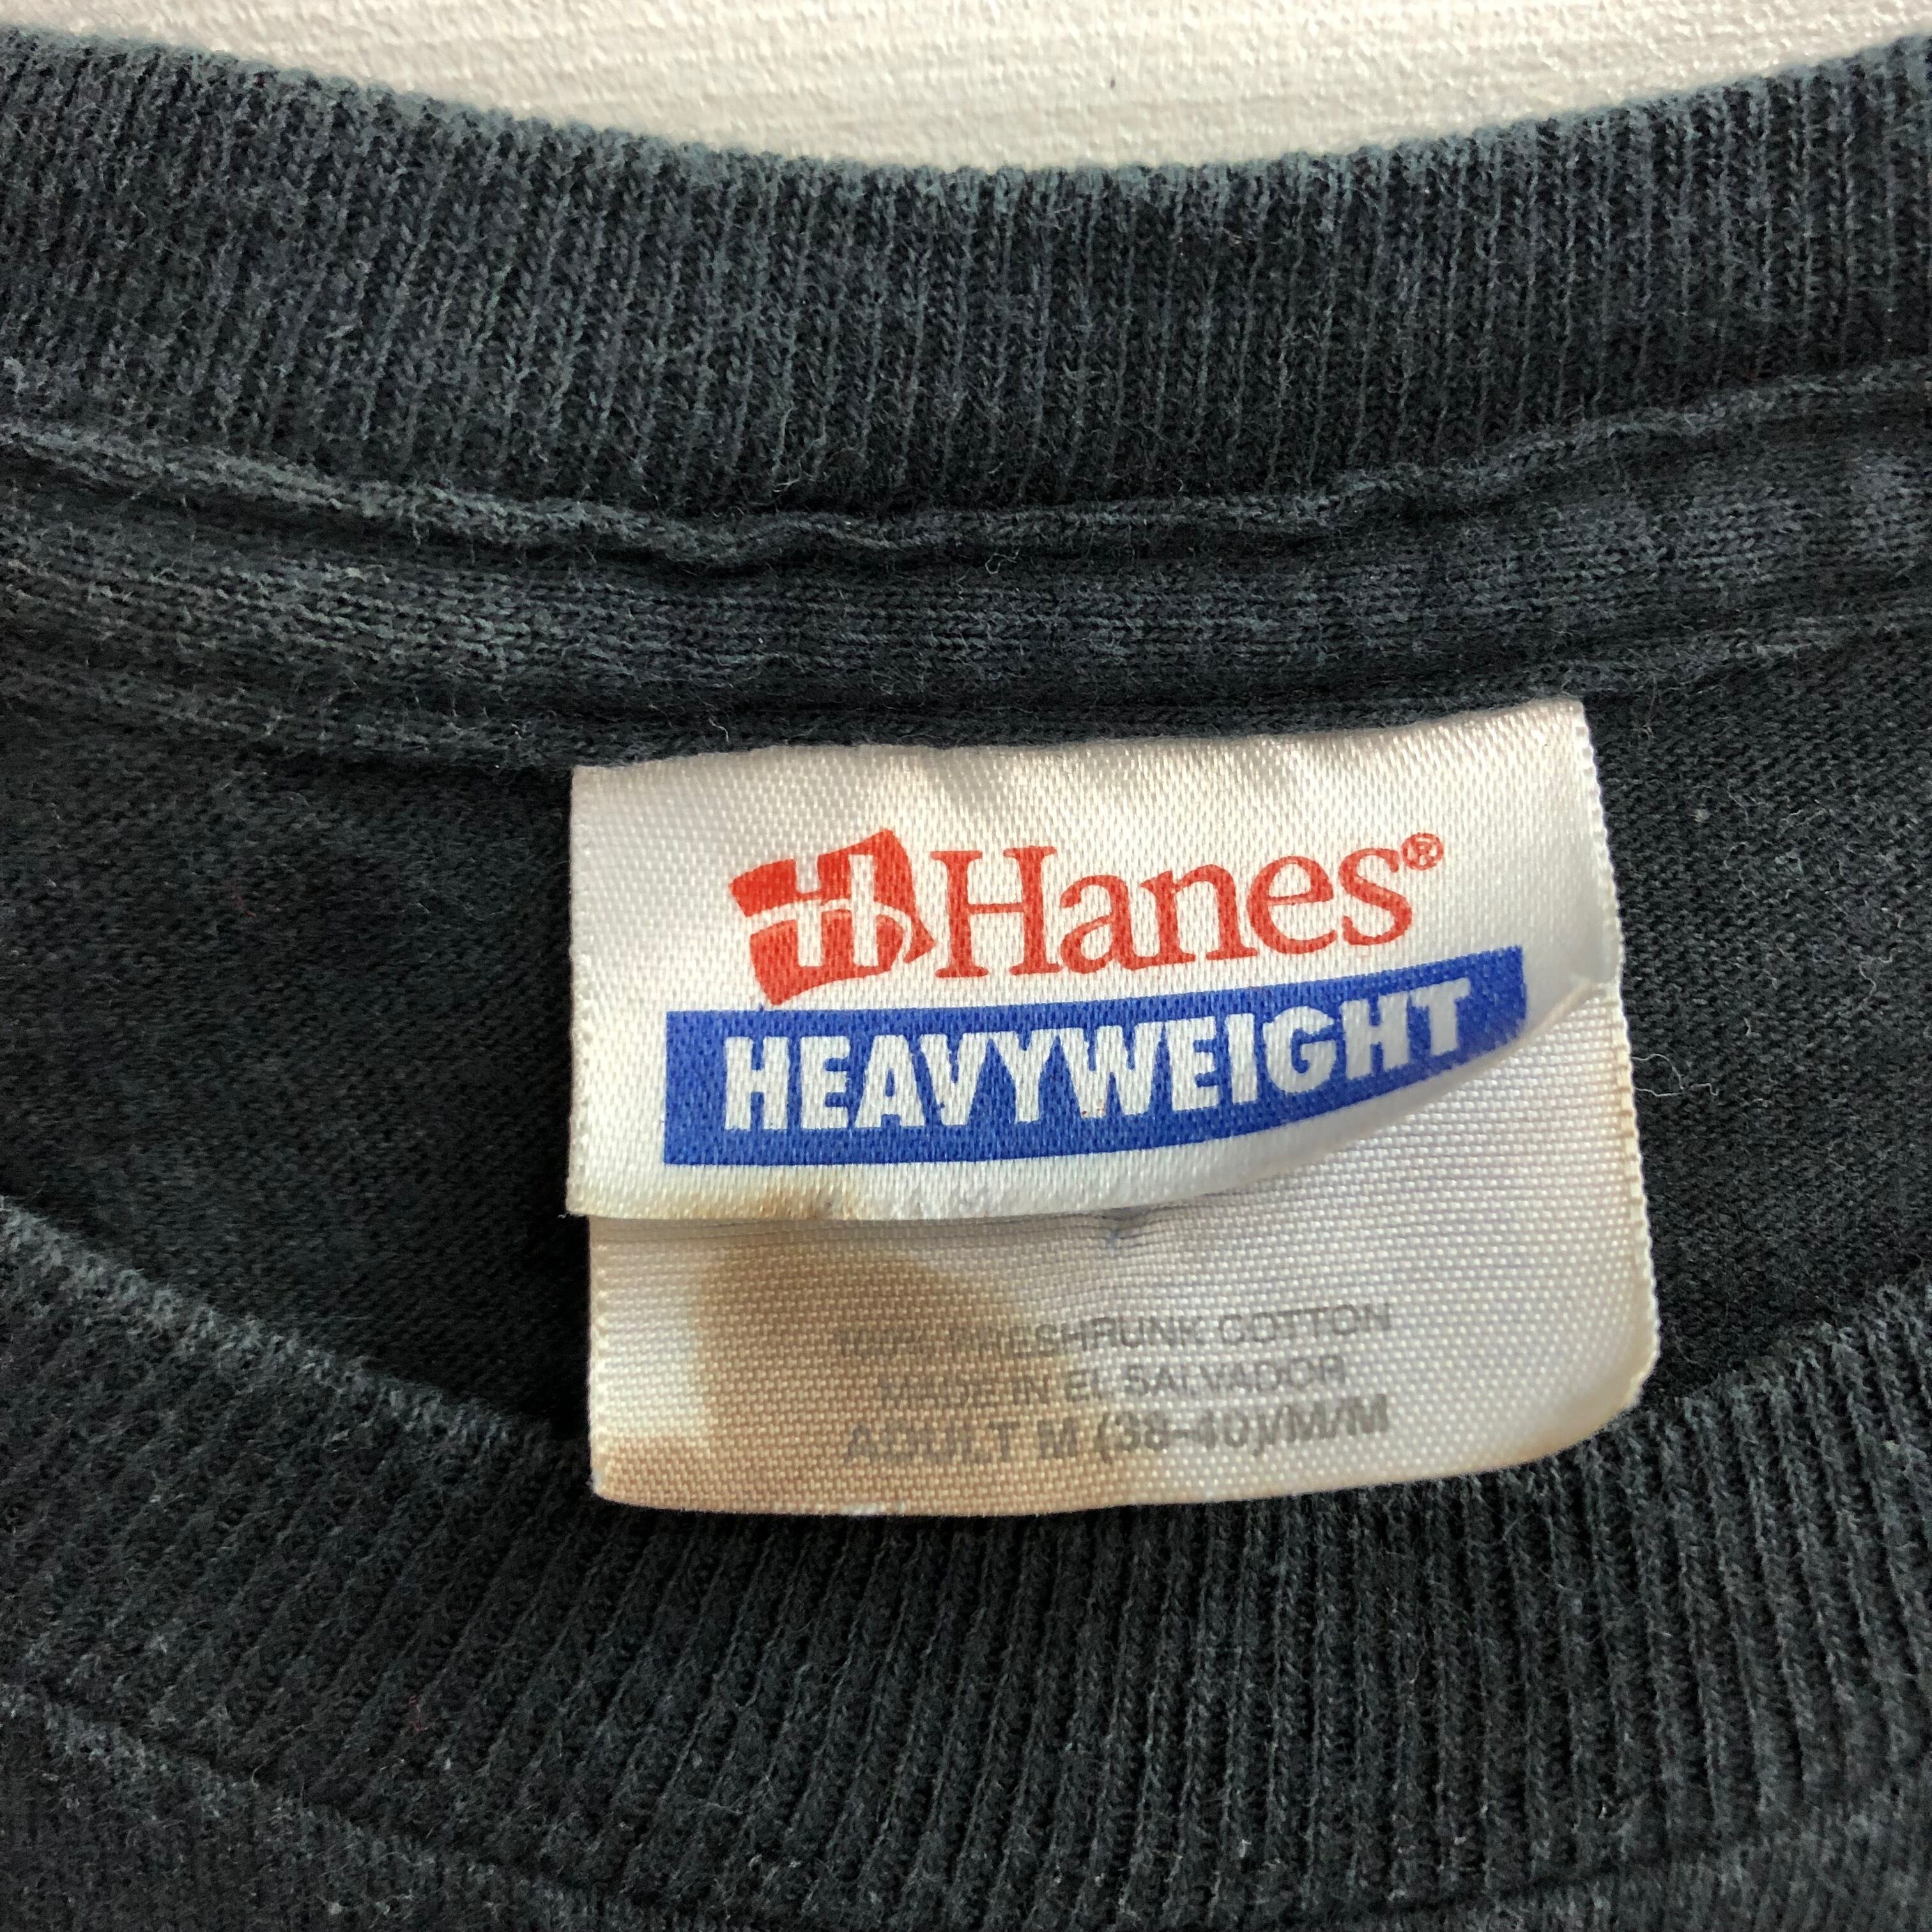 H Hanes®
HEAVYWEIGHT
100% PRESHRUNK COTTON
MADE IN EL SALVADOR
ADULT M (38-40)/M/M